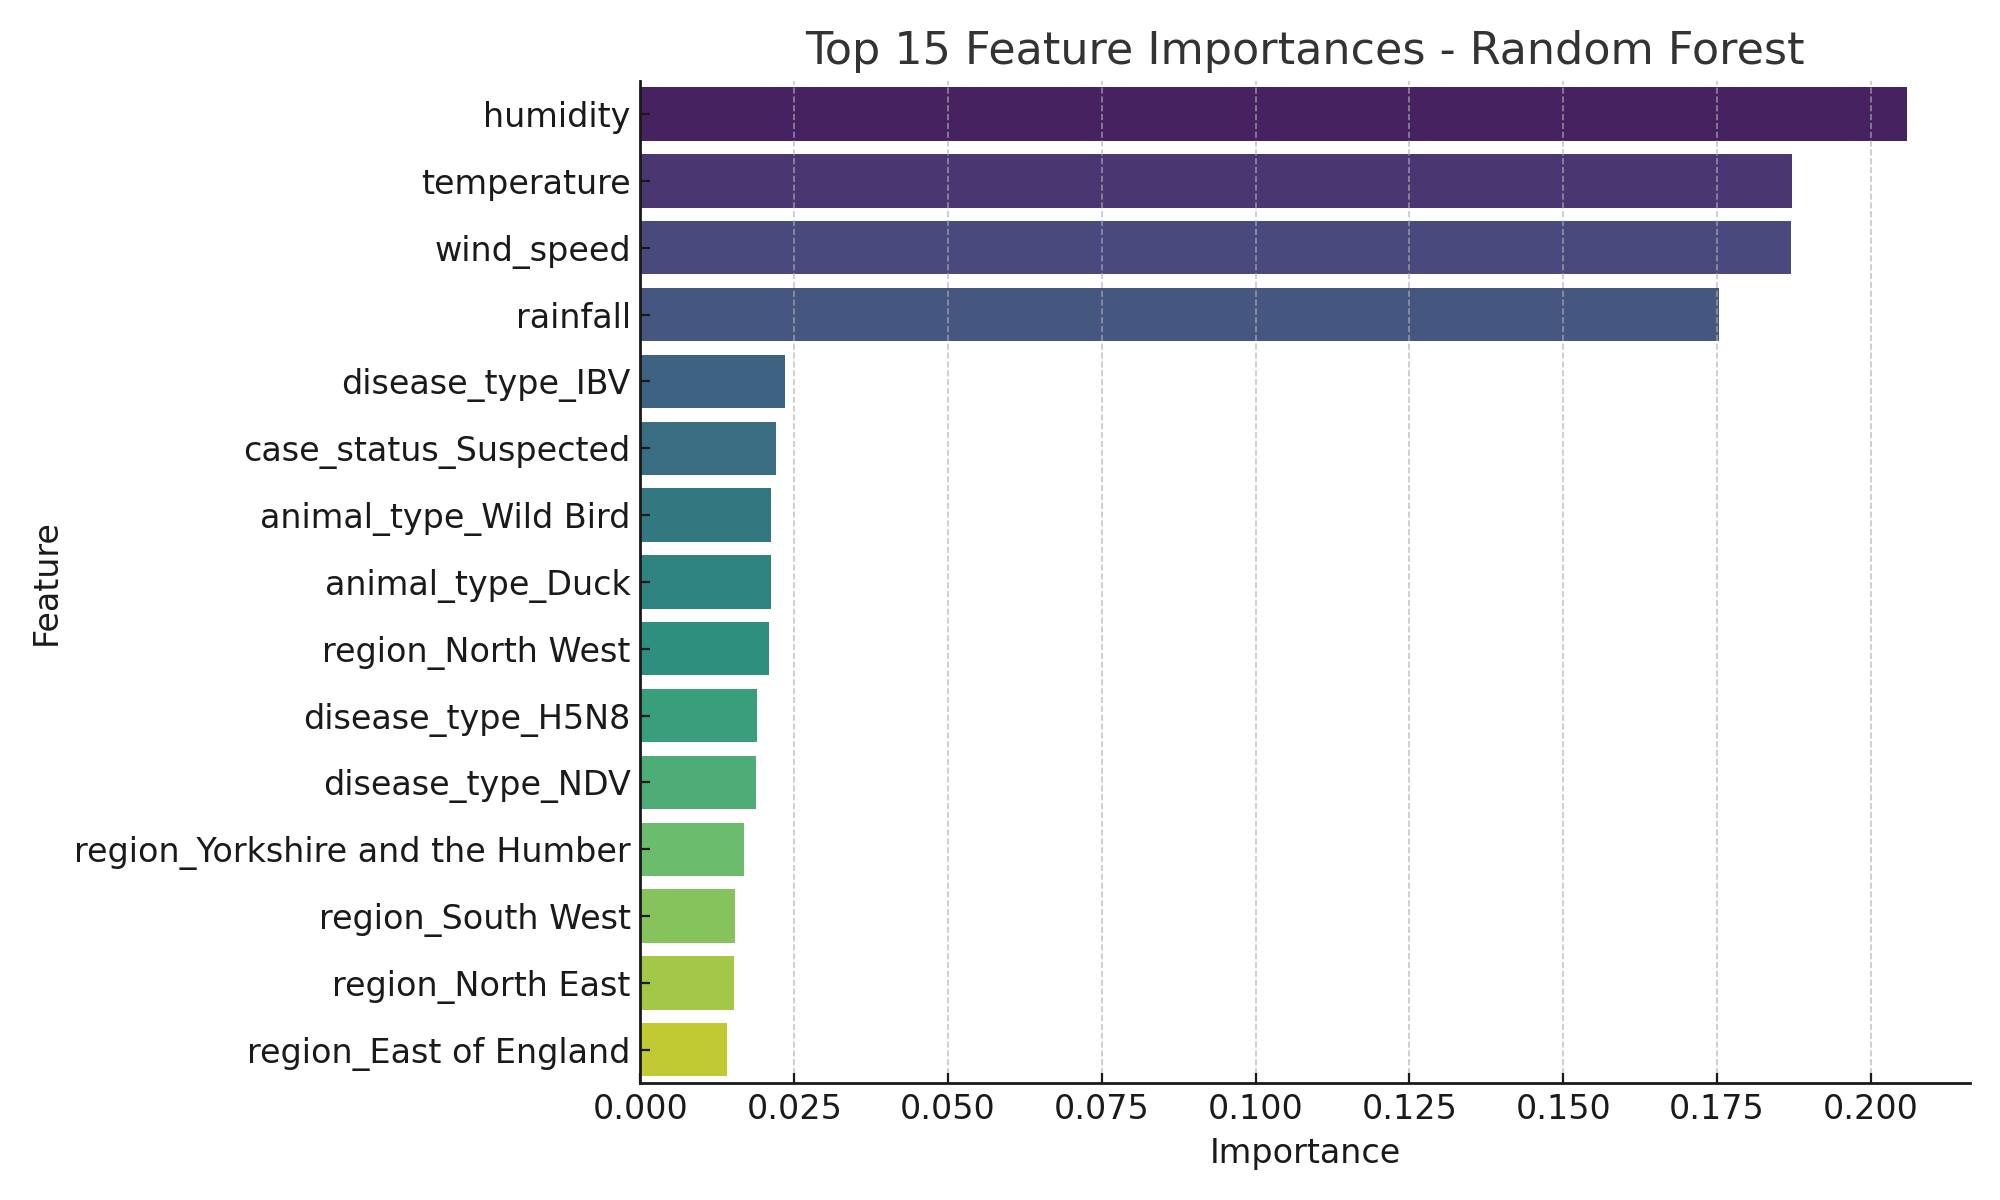 Top 15 Feature Importances - Random Forest
humidity
temperature
wind_speed
rainfall
disease_type_IBV
case_status_Suspected
animal_type_Wild Bird
animal_type_Duck
region_North West
disease_type_H5N8
disease_type_NDV
region_Yorkshire and the Humber
region_South West
region_North East
region_East of England
Feature
0.000 0.025 0.050 0.075 0.100 0.125 0.150 0.175 0.200
Importance